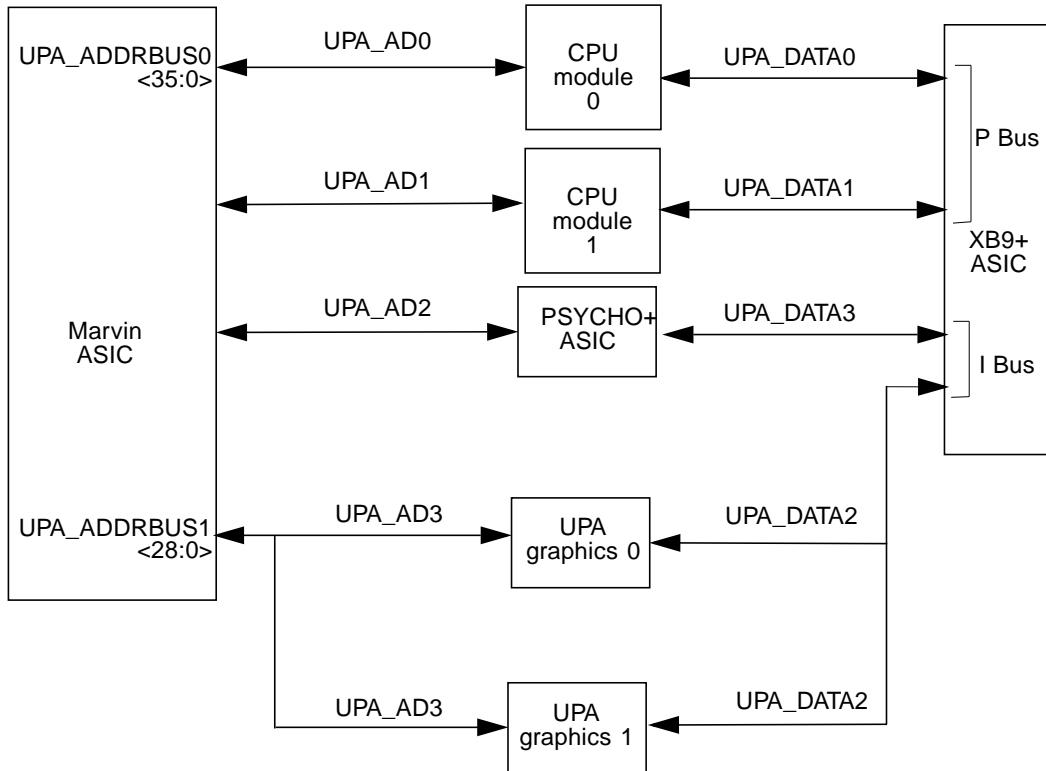 UPA_ADDRBUS0
<35:0>
UPA_AD0
CPU
module
0
UPA_DATA0
P Bus
UPA_AD1
CPU
module
1
UPA_DATA1
XB9+
ASIC
Marvin
ASIC
UPA_AD2
PSYCHO+
ASIC
UPA_DATA3
I Bus
UPA_ADDRBUS1
<28:0>
UPA_AD3
UPA
graphics 0
UPA_DATA2
UPA_AD3
UPA
graphics 1
UPA_DATA2